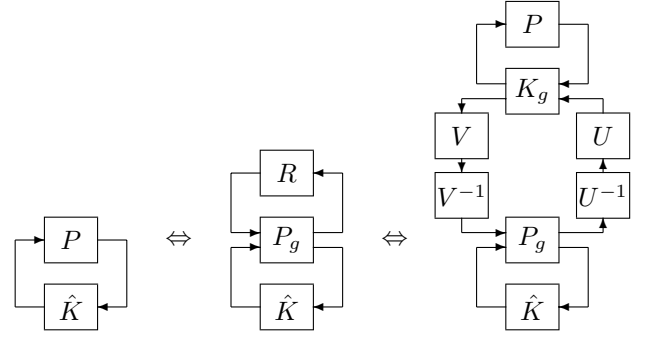 P
K̂
⇔
R
P_g
K̂
⇔
P
K_g
V U
V^{-1} U^{-1}
P_g
K̂